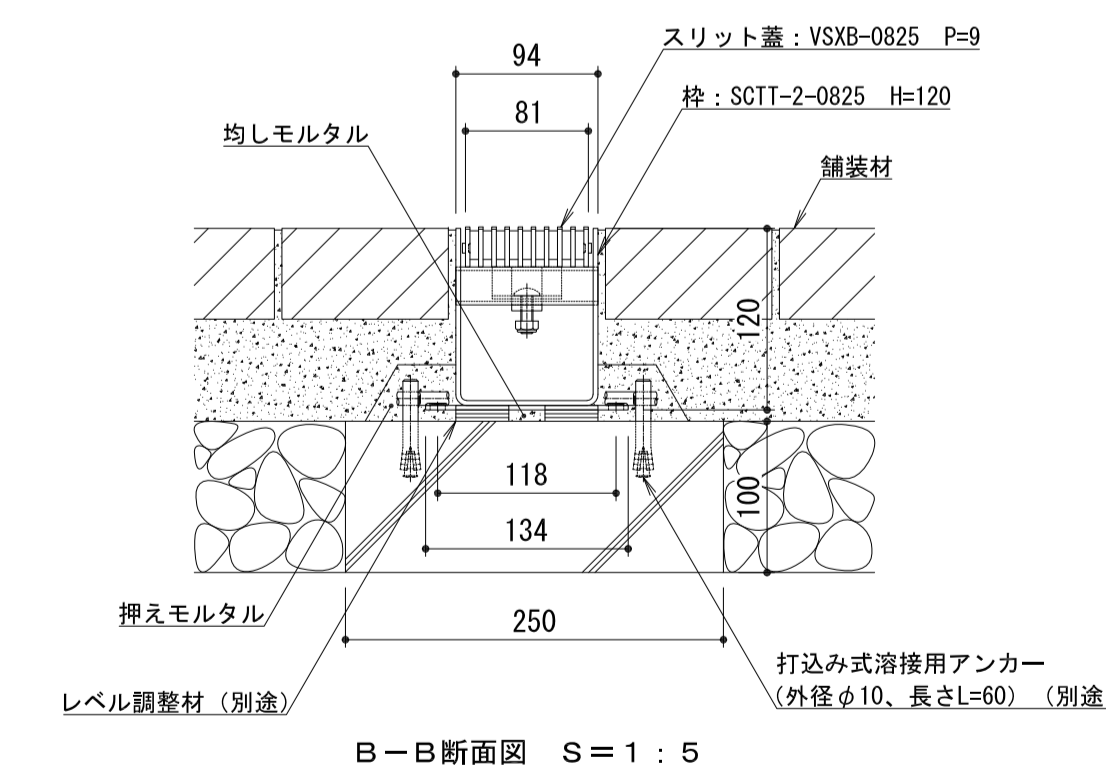 スリット蓋：VSXB-0825　P=9
94
枠：SCTT-2-0825　H=120
81
均しモルタル
舗装材
120
118
100
134
押えモルタル
250
打込み式溶接用アンカー
(外径φ10、長さL=60)　(別途
レベル調整材（別途）
B－B断面図　S＝1：5